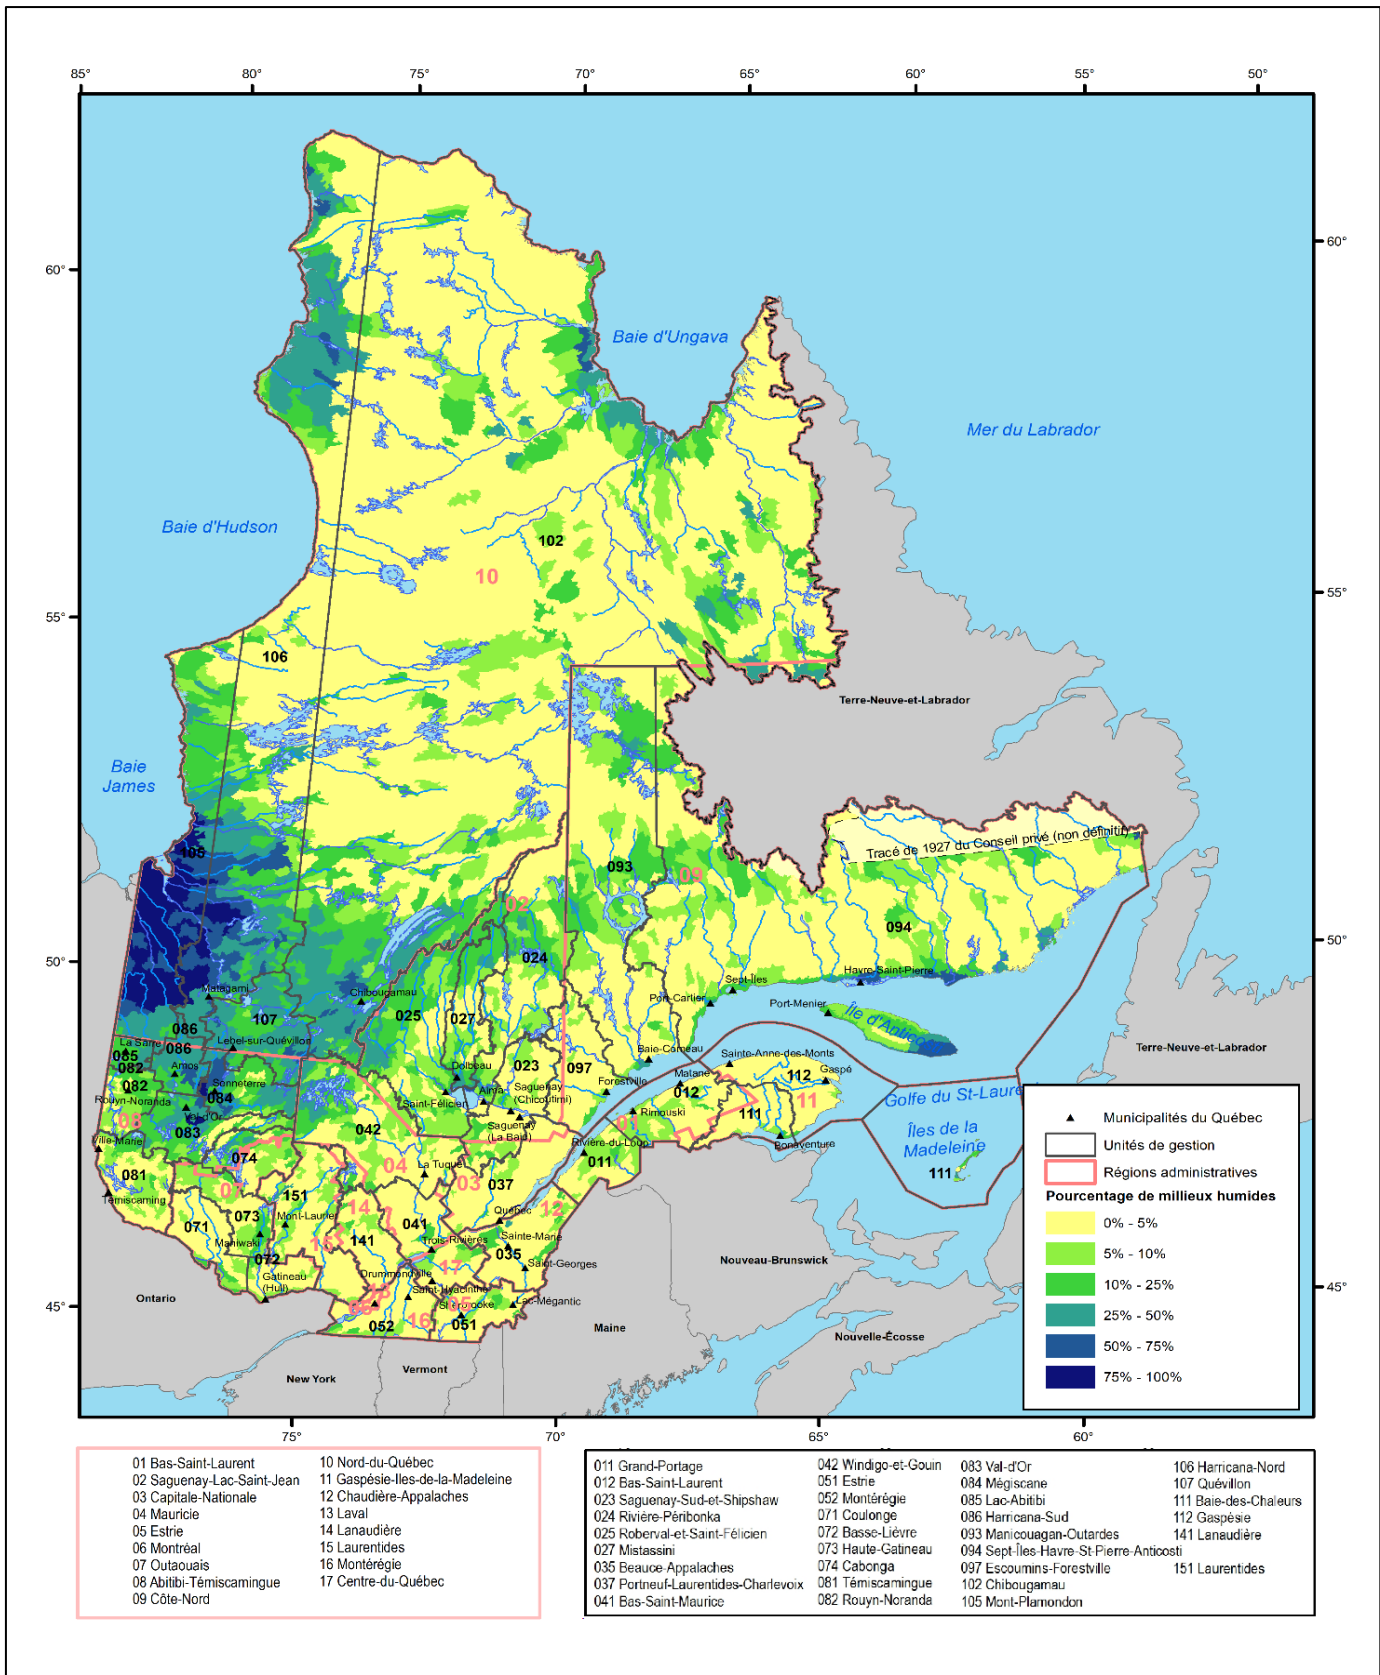 85° 80° 75° 70° 65° 60° 55° 50°
60° 60°
Baie d'Ungava
Mer du Labrador
Baie d'Hudson
102
10
55° 55°
106
Terre-Neuve-et-Labrador
Baie
James
Tracé de 1927 du Conseil privé (non définitif)
105
093
09
02
094
024
50° 50°
Matagami
Chibougamau
Sept-Îles
Havre-Saint-Pierre
Port-Cartier
Port-Menier
025
027
107
086
Île d'Anticosti
La Sarre
086
Lebel-sur-Quévillon
085
082
Amos
Baie-Comeau
Sainte-Anne-des-Monts
Terre-Neuve-et-Labrador
Dolbeau
023
097
082
Senneterre
084
Matane
112
Gaspé
Rouyn-Noranda
Saint-Félicien
Alma
Saguenay
(Chicoutimi)
Forestville
012
Val-d'Or
08
083
Saguenay
(La Baie)
01
Rimouski
111
11
Golfe du St-Laurent
042
Ville-Marie
Rivière-du-Loup
Bonaventure
Îles de la
Madeleine
074
04
La Tuque
011
081
07
151
03
037
111
Témiscaming
14
12
071
073
Mont-Laurier
041
Québec
Maniwaki
15
141
Trois-Rivières
Sainte-Marie
072
035
Saint-Georges
17
Gatineau
(Hull)
Drummondville
Saint-Hyacinthe
13
06
05
Sherbrooke
Lac-Mégantic
052
16
051
45° 45°
Ontario
Maine
Nouveau-Brunswick
Nouvelle-Écosse
New York
Vermont
Municipalités du Québec
Unités de gestion
Régions administratives
Pourcentage de millieux humides
0% - 5%
5% - 10%
10% - 25%
25% - 50%
50% - 75%
75% - 100%
75° 70° 65° 60°
01 Bas-Saint-Laurent
02 Saguenay-Lac-Saint-Jean
03 Capitale-Nationale
04 Mauricie
05 Estrie
06 Montréal
07 Outaouais
08 Abitibi-Témiscamingue
09 Côte-Nord
10 Nord-du-Québec
11 Gaspésie-Iles-de-la-Madeleine
12 Chaudière-Appalaches
13 Laval
14 Lanaudière
15 Laurentides
16 Montérégie
17 Centre-du-Québec
011 Grand-Portage
012 Bas-Saint-Laurent
023 Saguenay-Sud-et-Shipshaw
024 Rivière-Péribonka
025 Roberval-et-Saint-Félicien
027 Mistassini
035 Beauce-Appalaches
037 Portneuf-Laurentides-Charlevoix
041 Bas-Saint-Maurice
042 Windigo-et-Gouin
051 Estrie
052 Montérégie
071 Coulonge
072 Basse-Lièvre
073 Haute-Gatineau
074 Cabonga
081 Témiscamingue
082 Rouyn-Noranda
083 Val-d'Or
084 Mégiscane
085 Lac-Abitibi
086 Harricana-Sud
093 Manicouagan-Outardes
094 Sept-Îles-Havre-St-Pierre-Anticosti
097 Escoumins-Forestville
102 Chibougamau
105 Mont-Plamondon
106 Harricana-Nord
107 Quévillon
111 Baie-des-Chaleurs
112 Gaspésie
141 Lanaudière
151 Laurentides